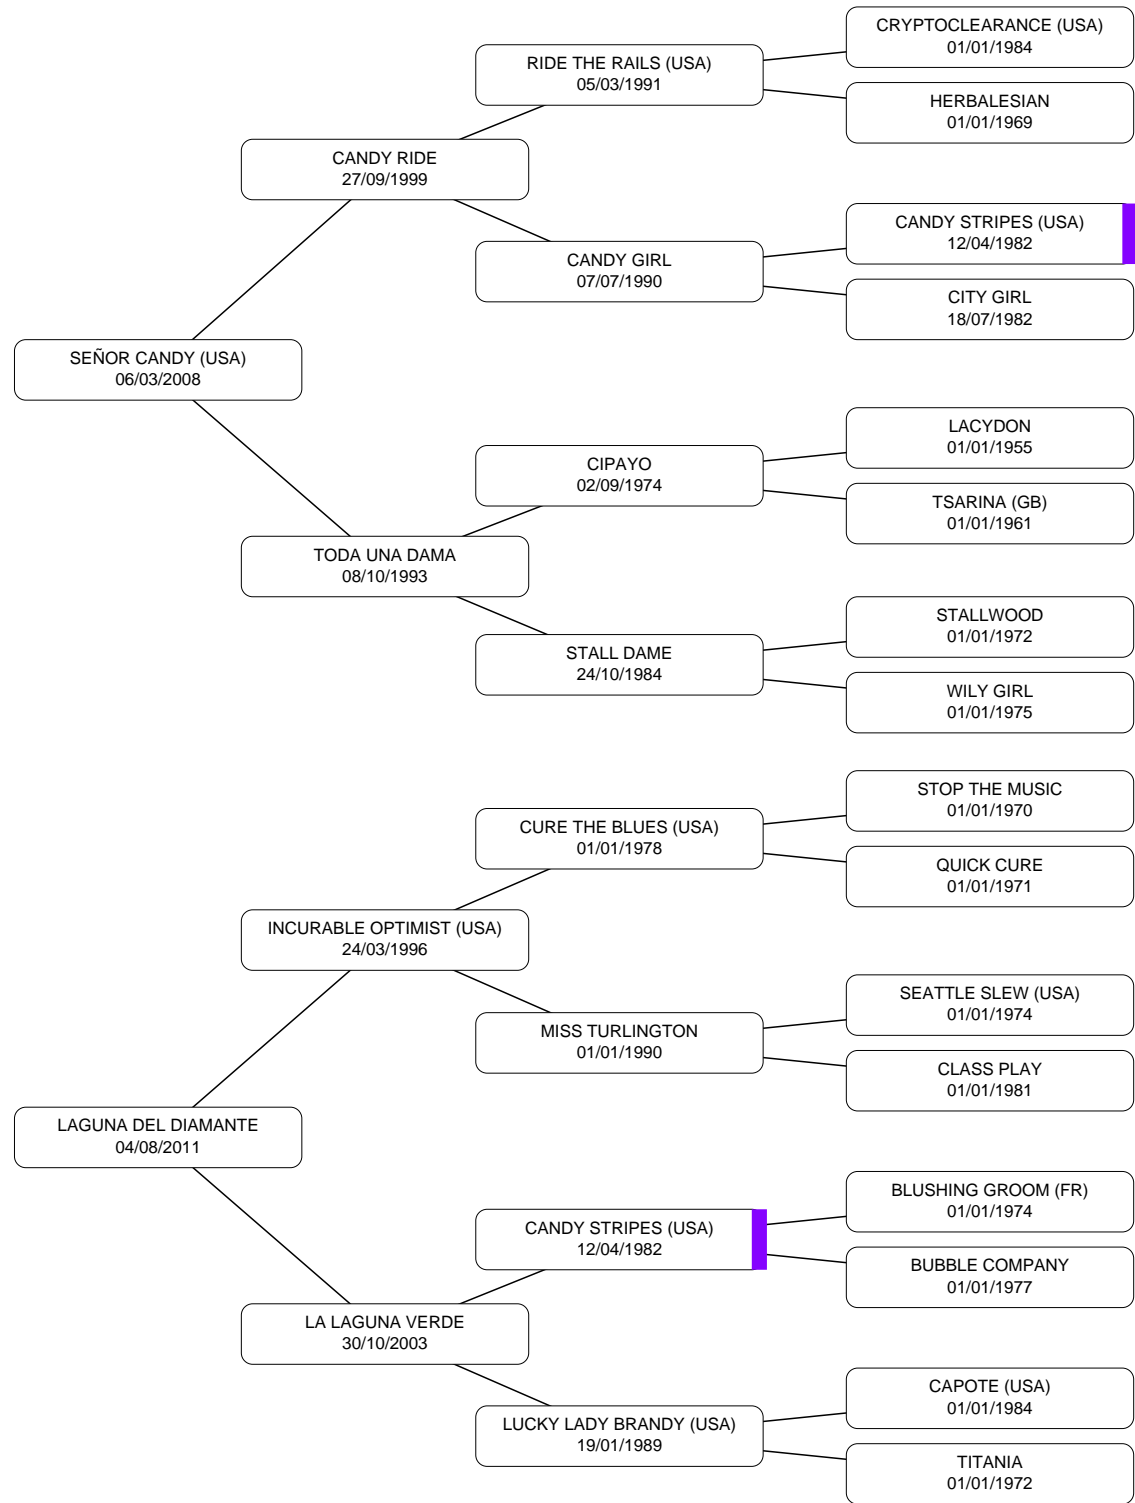 CRYPTOCLEARANCE (USA)
01/01/1984
RIDE THE RAILS (USA)
05/03/1991
HERBALESIAN
01/01/1969
CANDY RIDE
27/09/1999
CANDY STRIPES (USA)
12/04/1982
CANDY GIRL
07/07/1990
CITY GIRL
18/07/1982
SEÑOR CANDY (USA)
06/03/2008
LACYDON
01/01/1955
CIPAYO
02/09/1974
TSARINA (GB)
01/01/1961
TODA UNA DAMA
08/10/1993
STALLWOOD
01/01/1972
STALL DAME
24/10/1984
WILY GIRL
01/01/1975
STOP THE MUSIC
01/01/1970
CURE THE BLUES (USA)
01/01/1978
QUICK CURE
01/01/1971
INCURABLE OPTIMIST (USA)
24/03/1996
SEATTLE SLEW (USA)
01/01/1974
MISS TURLINGTON
01/01/1990
CLASS PLAY
01/01/1981
LAGUNA DEL DIAMANTE
04/08/2011
BLUSHING GROOM (FR)
01/01/1974
CANDY STRIPES (USA)
12/04/1982
BUBBLE COMPANY
01/01/1977
LA LAGUNA VERDE
30/10/2003
CAPOTE (USA)
01/01/1984
LUCKY LADY BRANDY (USA)
19/01/1989
TITANIA
01/01/1972